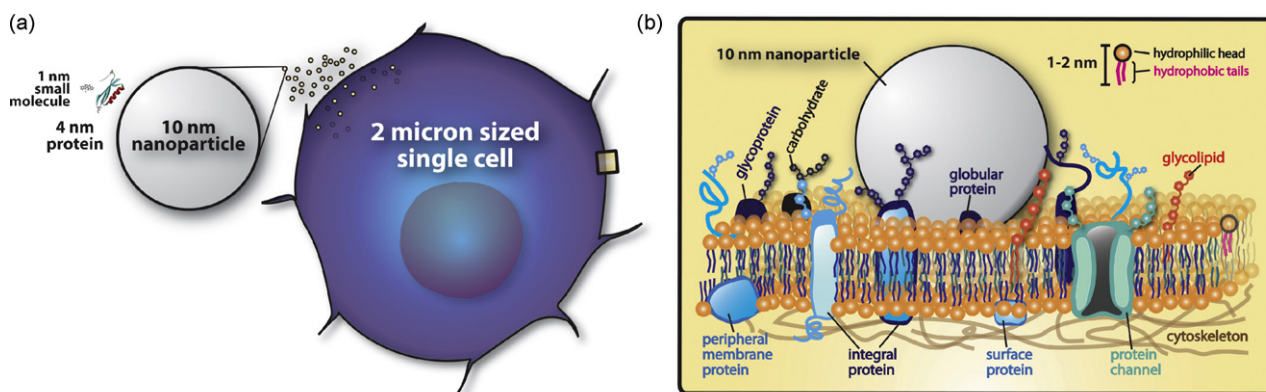 (a)
1 nm
small
molecule
4 nm
protein
10 nm
nanoparticle
2 micron sized
single cell
(b)
10 nm nanoparticle
1-2 nm
hydrophilic head
hydrophobic tails
glycoprotein
carbohydrate
globular
protein
glycolipid
peripheral
membrane
protein
integral
protein
surface
protein
protein
channel
cytoskeleton